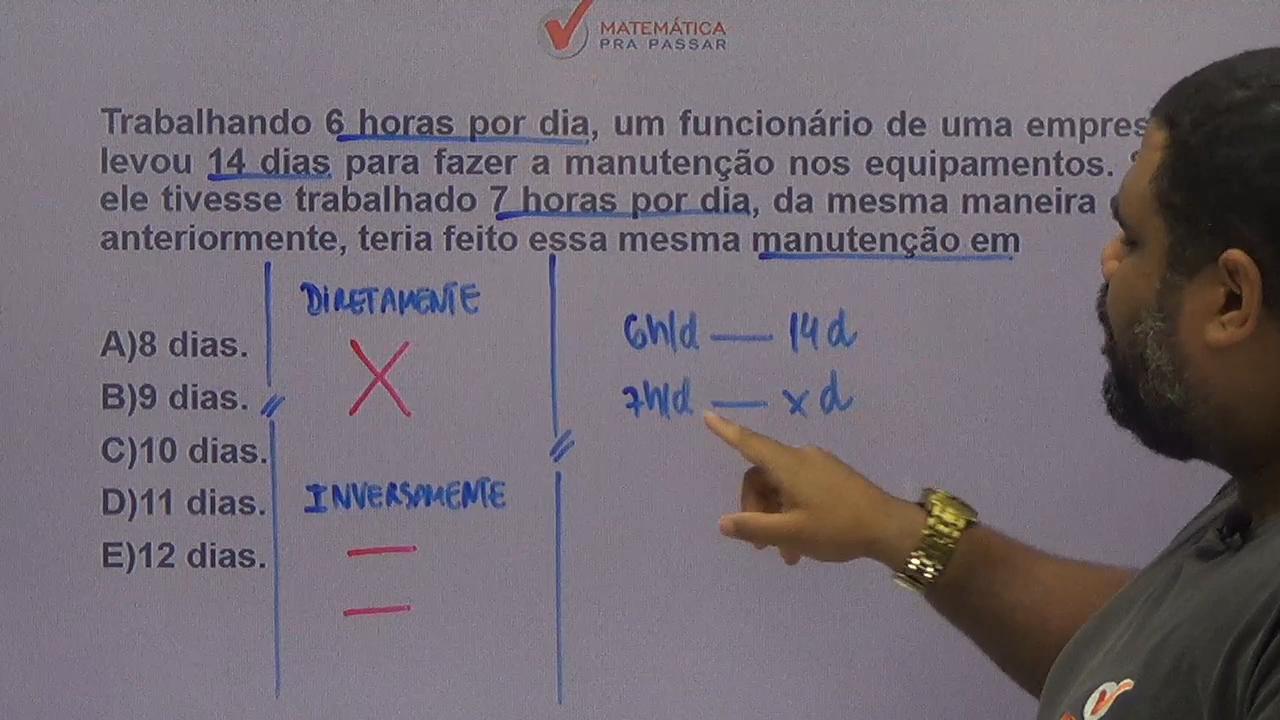 MATEMÁTICA
PRA PASSAR
Trabalhando 6 horas por dia, um funcionário de uma empres
levou 14 dias para fazer a manutenção nos equipamentos.
ele tivesse trabalhado 7 horas por dia, da mesma maneira
anteriormente, teria feito essa mesma manutenção em
A)8 dias.
B)9 dias.
C)10 dias.
D)11 dias.
E)12 dias.
DIRETAMENTE
X
INVERSAMENTE
6h/d — 14 d
7h/d — x d